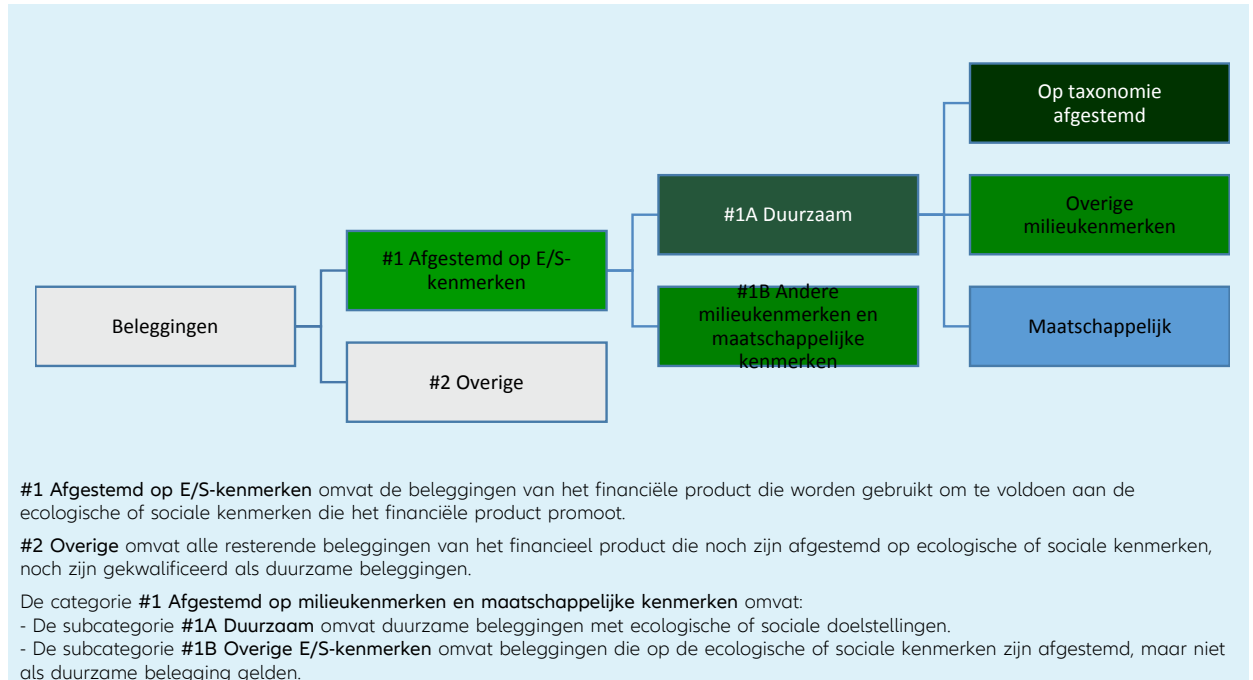 Op taxonomie
afgestemd
#1A Duurzaam
Overige
milieukenmerken
#1 Afgestemd op E/S-
kenmerken
#1B Andere
milieukenmerken en
maatschappelijke
kenmerken
Beleggingen
Maatschappelijk
#2 Overige
#1 Afgestemd op E/S-kenmerken omvat de beleggingen van het financiële product die worden gebruikt om te voldoen aan de
ecologische of sociale kenmerken die het financiële product promoot.
#2 Overige omvat alle resterende beleggingen van het financieel product die noch zijn afgestemd op ecologische of sociale kenmerken,
noch zijn gekwalificeerd als duurzame beleggingen.
De categorie #1 Afgestemd op milieukenmerken en maatschappelijke kenmerken omvat:
- De subcategorie #1A Duurzaam omvat duurzame beleggingen met ecologische of sociale doelstellingen.
- De subcategorie #1B Overige E/S-kenmerken omvat beleggingen die op de ecologische of sociale kenmerken zijn afgestemd, maar niet
als duurzame belegging gelden.